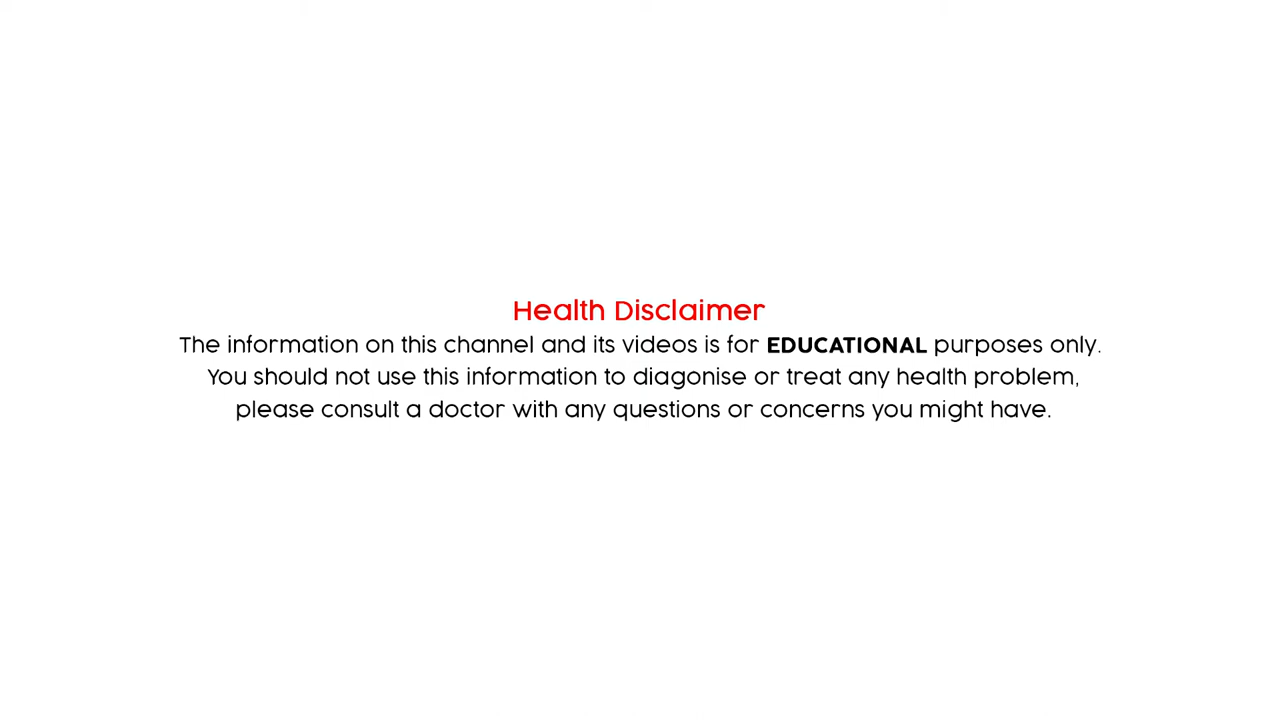 Health Disclaimer
The information on this channel and its videos is for EDUCATIONAL purposes only.
You should not use this information to diagonise or treat any health problem,
please consult a doctor with any questions or concerns you might have.